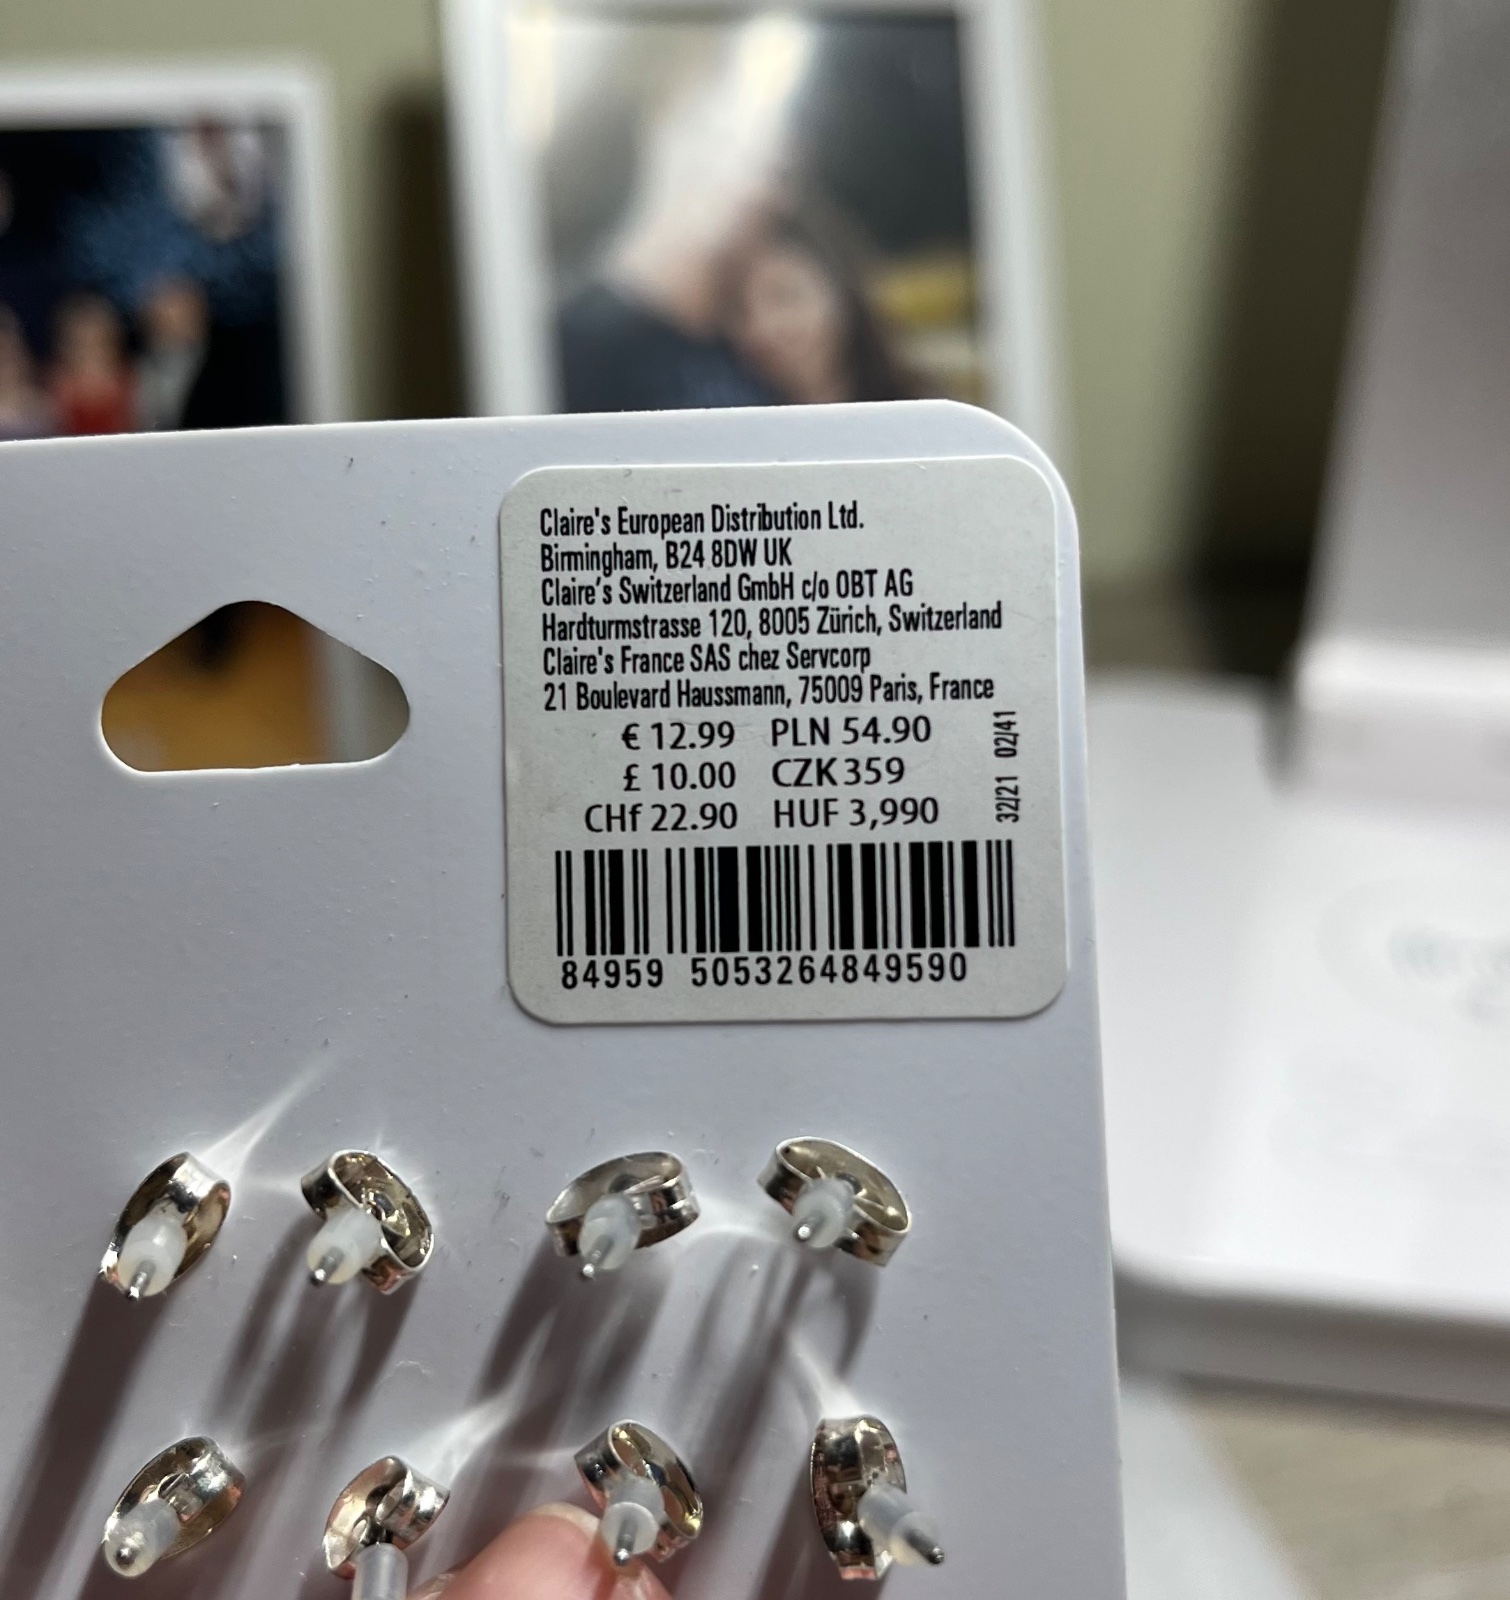 Claire's European Distribution Ltd.
Birmingham, B24 8DW UK
Claire's Switzerland GmbH c/o OBT AG
Hardturmstrasse 120, 8005 Zürich, Switzerland
Claire's France SAS chez Servcorp
21 Boulevard Haussmann, 75009 Paris, France
€ 12.99 PLN 54.90
£ 10.00 CZK 359
CHf 22.90 HUF 3,990
32/21 02/41
84959 5053264849590